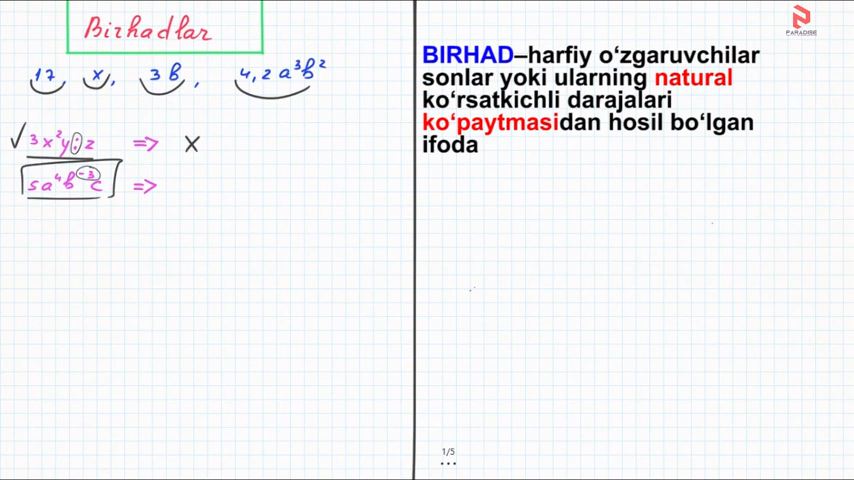 Birhadlar
17, x, 3b, 4,2a³b²
√3x²y:z => x
5a⁴b⁻³c =>
PARADISE
BIRHAD–harfiy o‘zgaruvchilar
sonlar yoki ularning natural
ko‘rsatkichli darajalari
ko‘paytmasidan hosil bo‘lgan
ifoda
1/5